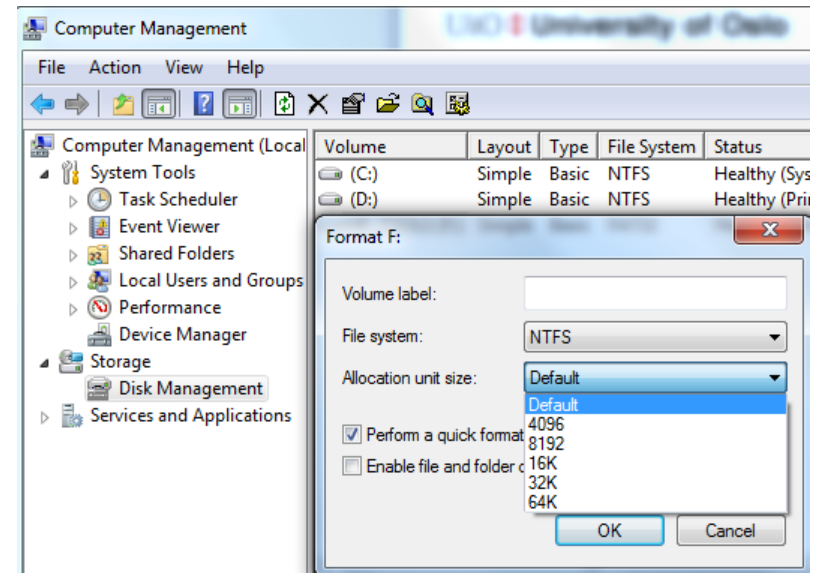 Computer Management
University of Oslo
File Action View Help
Computer Management (Local
System Tools
Task Scheduler
Event Viewer
Shared Folders
Local Users and Groups
Performance
Device Manager
Storage
Disk Management
Services and Applications
Volume Layout Type File System Status
(C:) Simple Basic NTFS Healthy (Sys
(D:) Simple Basic NTFS Healthy (Pri
Format F:
Volume label:
File system: NTFS
Allocation unit size: Default
Default
4096
8192
16K
32K
64K
Perform a quick format
Enable file and folder c
OK Cancel